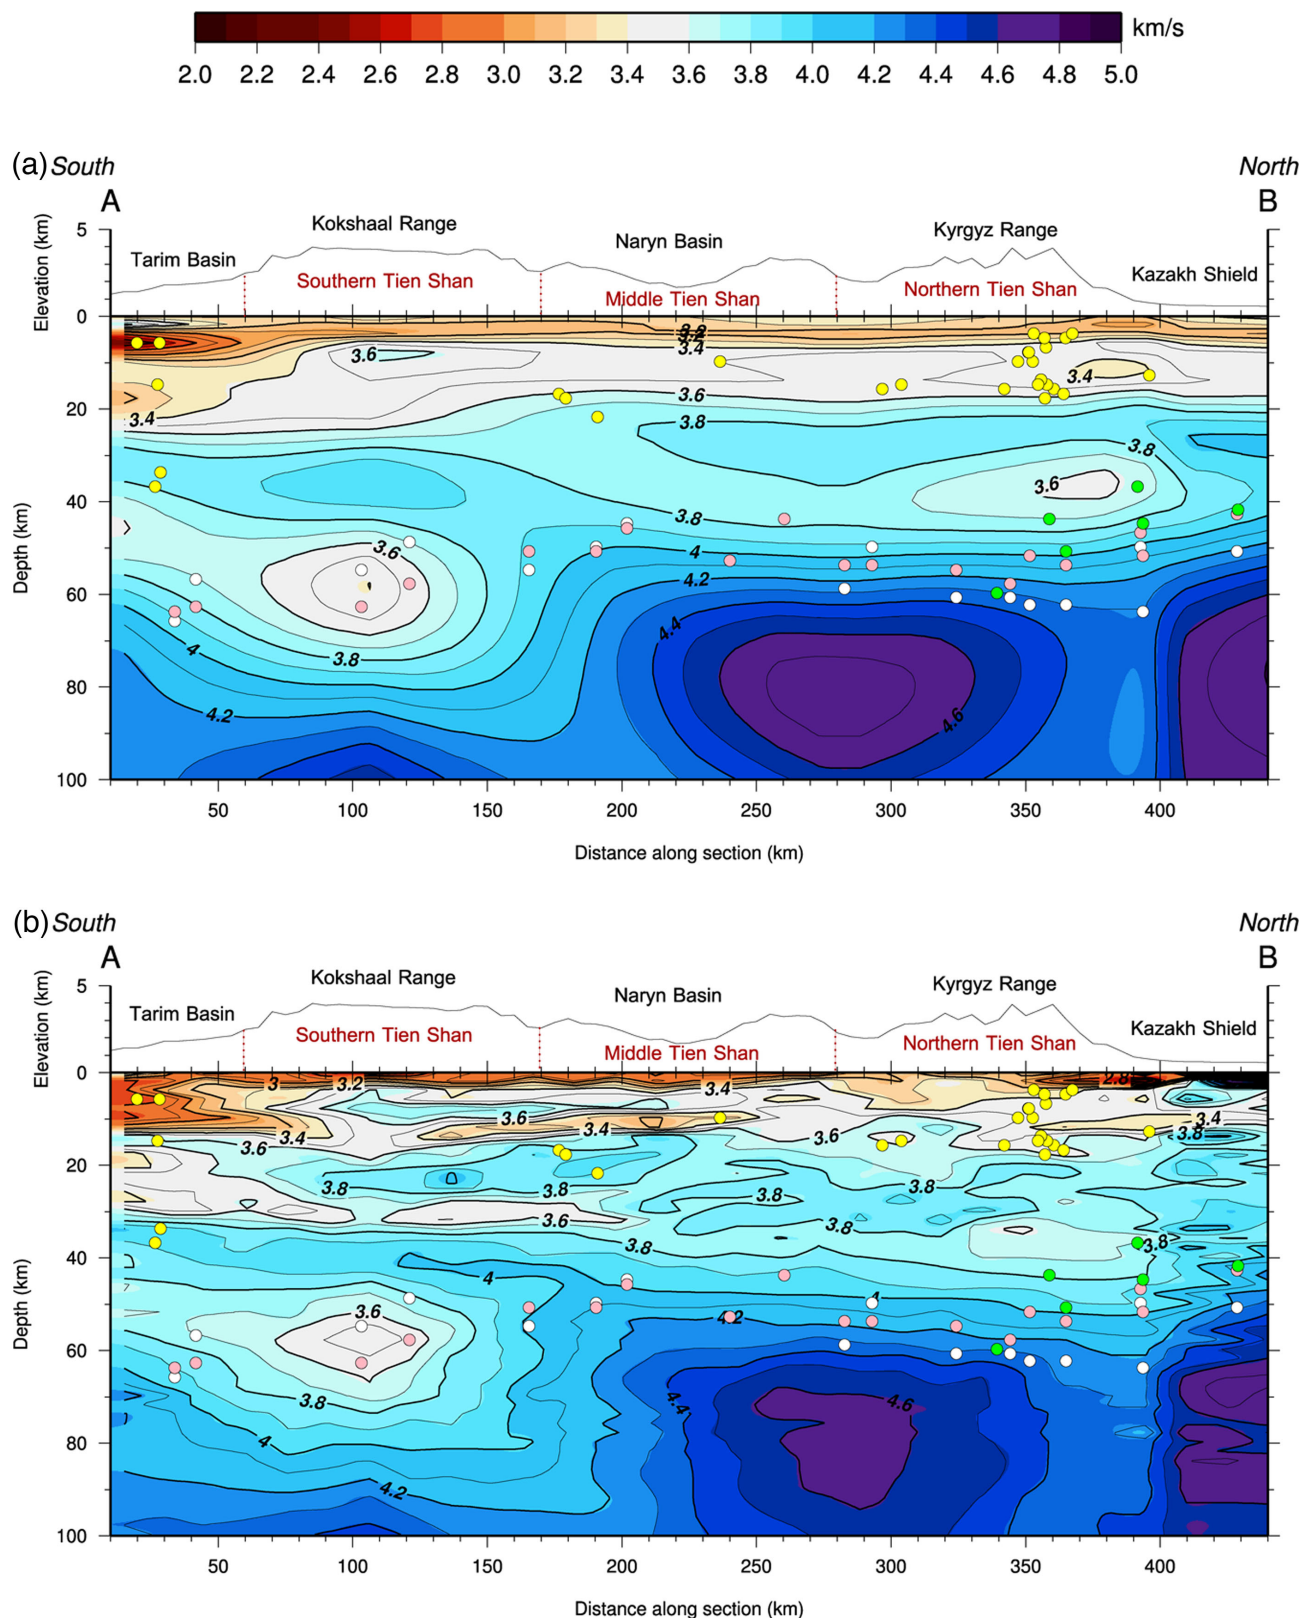 km/s
2.0 2.2 2.4 2.6 2.8 3.0 3.2 3.4 3.6 3.8 4.0 4.2 4.4 4.6 4.8 5.0
(a) South North
A B
Kokshaal Range Kyrgyz Range
Naryn Basin
Tarim Basin Kazakh Shield
Southern Tien Shan Northern Tien Shan
Middle Tien Shan
5
0
Elevation (km)
3.2
3.4
3.6
3.4
3.6
3.4
3.8
3.8
3.6
3.8
3.6
4
4.2
4.4
4
3.8
4.2
4.6
20
40
60
80
100
Depth (km)
50 100 150 200 250 300 350 400
Distance along section (km)
(b) South North
A B
Kokshaal Range Kyrgyz Range
Naryn Basin
Tarim Basin Kazakh Shield
Southern Tien Shan Northern Tien Shan
Middle Tien Shan
5
0
Elevation (km)
3 3.2 3.4 2.8
3.6 3.4
3.4 3.4 3.6 3.8
3.6
3.8 3.8 3.8 3.8
3.6 3.8
3.8 3.8
4
4
3.6 4.2
3.8 4.4 4.6
4
4.2
20
40
60
80
100
Depth (km)
50 100 150 200 250 300 350 400
Distance along section (km)